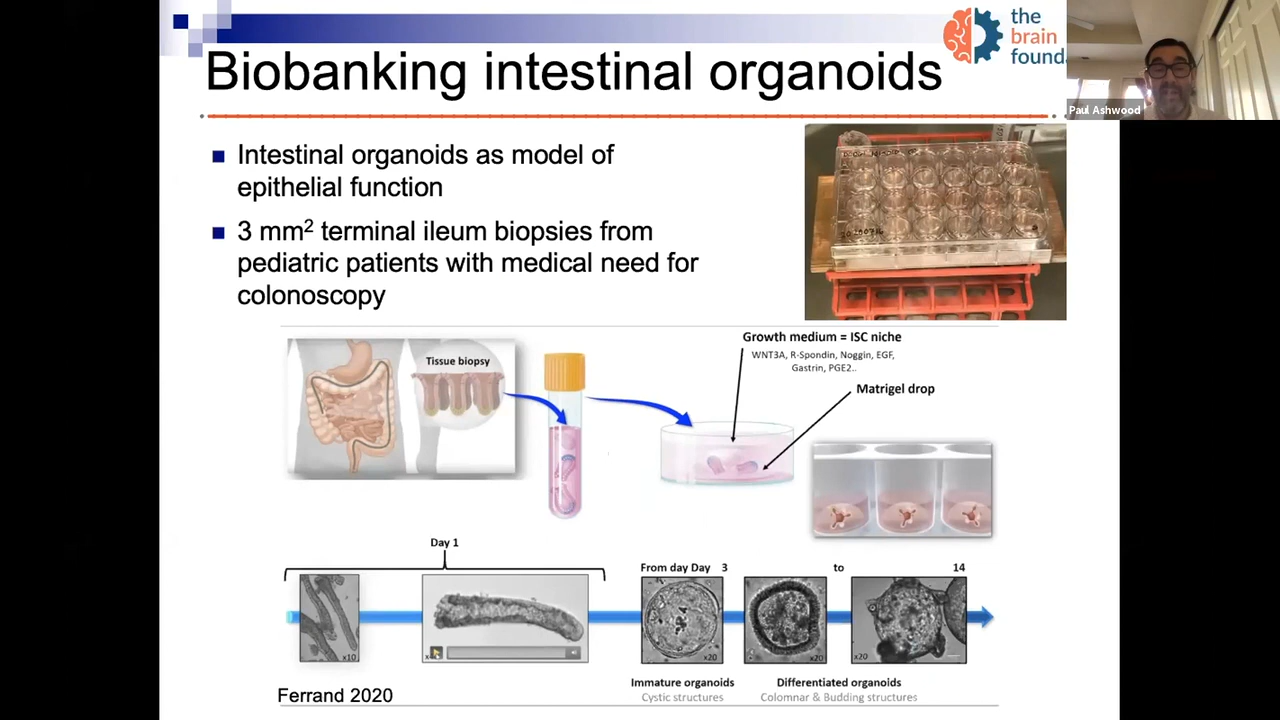 the
brain
Biobanking intestinal organoids
Paul Ashwood
Intestinal organoids as model of
epithelial function
3 mm² terminal ileum biopsies from
pediatric patients with medical need for
colonoscopy
Growth medium = ISC niche
WNT3A, R-Spondin, Noggin, EGF,
Gastrin, PGE2..
Tissue biopsy
Matrigel drop
Day 1
From day Day 3 to 14
x10
x20
x20
x20
Immature organoids
Cystic structures
Differentiated organoids
Colomnar & Budding structures
Ferrand 2020